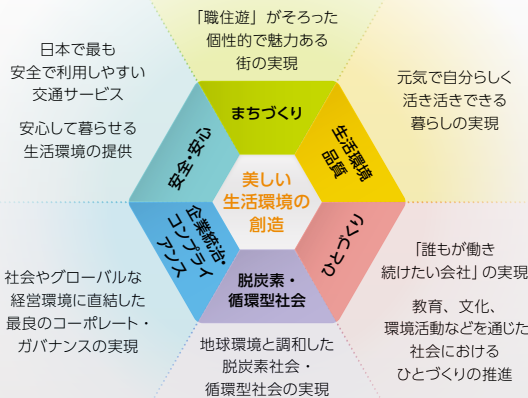 「職住遊」がそろった
個性的で魅力ある
街の実現
まちづくり
元気で自分らしく
活き活きできる
暮らしの実現
生活環境
品質
「誰もが働き
続けたい会社」の実現
教育、文化、
環境活動などを通じた
社会における
ひとづくりの推進
ひとづくり
脱炭素・
循環型社会
地球環境と調和した
脱炭素社会・
循環型社会の実現
社会やグローバルな
経営環境に直結した
最良のコーポレート・
ガバナンスの実現
企業統治・
コンプライ
アンス
日本で最も
安全で利用しやすい
交通サービス
安心して暮らせる
生活環境の提供
安全・安心
美しい
生活環境の
創造